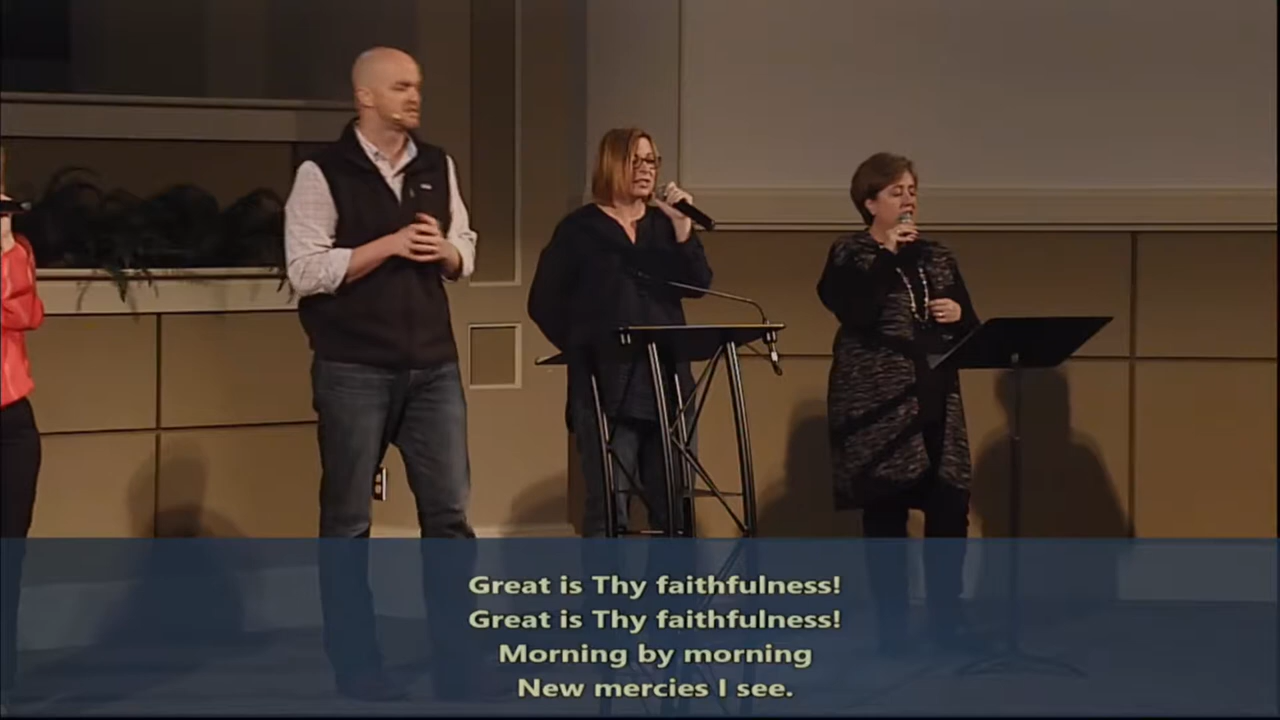 Great is Thy faithfulness!
Great is Thy faithfulness!
Morning by morning
New mercies I see.